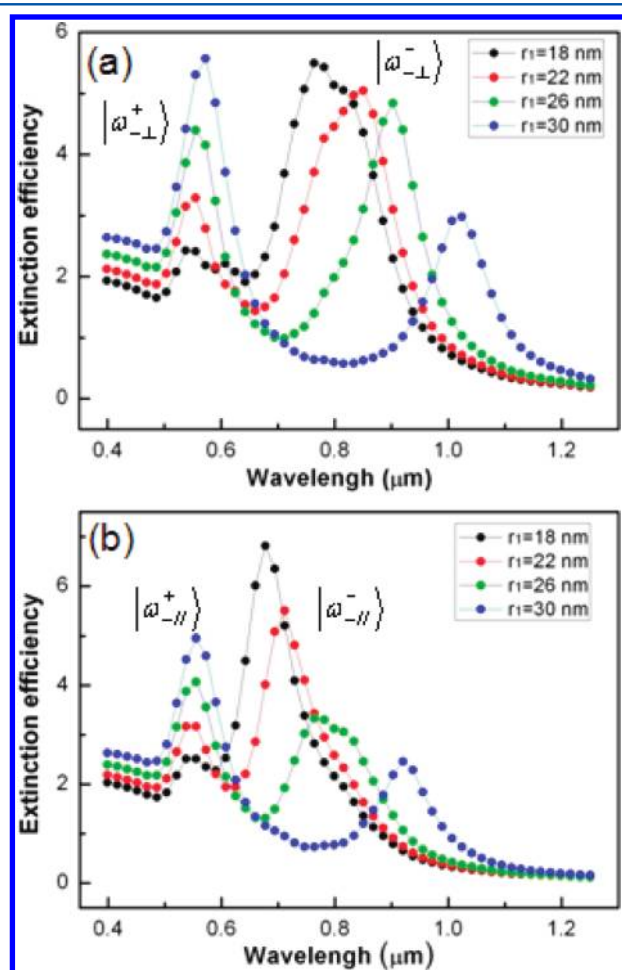 (a)
6
4
2
0
Extinction efficiency
|ϖ⁺₋⊥⟩
|ϖ⁻₋⊥⟩
r₁=18 nm
r₁=22 nm
r₁=26 nm
r₁=30 nm
0.4 0.6 0.8 1.0 1.2
Wavelengh (μm)
(b)
6
4
2
0
Extinction efficiency
|ϖ⁺₋//⟩
|ϖ⁻₋//⟩
r₁=18 nm
r₁=22 nm
r₁=26 nm
r₁=30 nm
0.4 0.6 0.8 1.0 1.2
Wavelengh (μm)